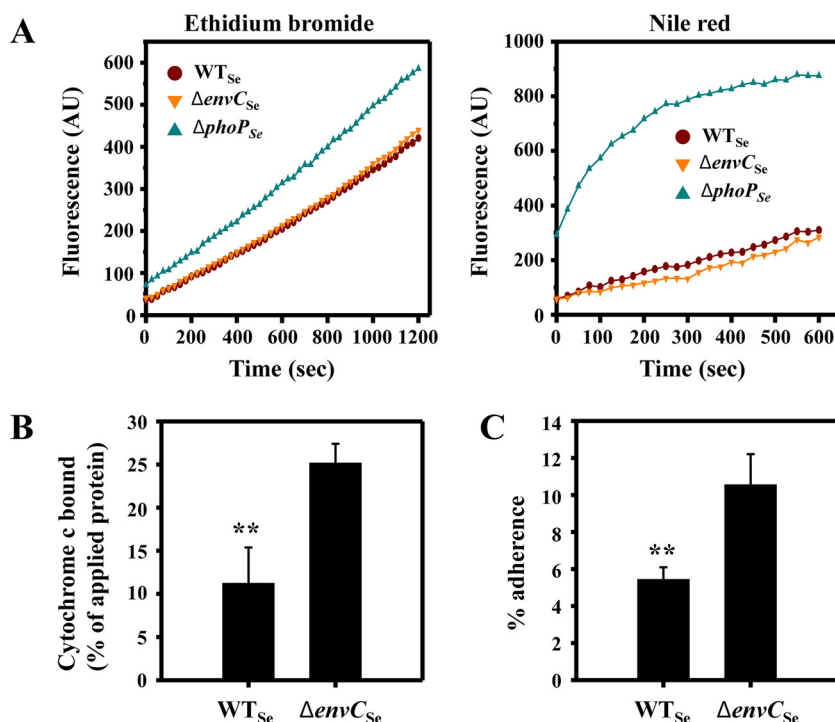 A
Ethidium bromide
600
500
400
300
200
100
0
Fluorescence (AU)
WTSe
ΔenvCSe
ΔphoPSe
0 200 400 600 800 1000 1200
Time (sec)
Nile red
1000
800
600
400
200
0
Fluorescence (AU)
WTSe
ΔenvCSe
ΔphoPSe
0 100 200 300 400 500 600
Time (sec)
B
30
25
20
15
10
5
0
Cytochrome c bound
(% of applied protein)
**
WTSe ΔenvCSe
C
14
12
10
8
6
4
2
0
% adherence
**
WTSe ΔenvCSe